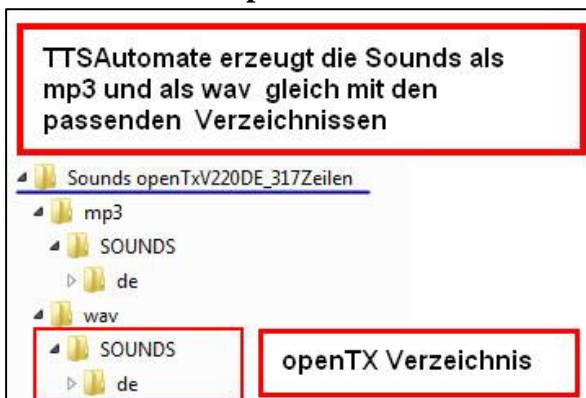 TTSAutomate erzeugt die Sounds als
mp3 und als wav gleich mit den
passenden Verzeichnissen
Sounds openTxV220DE_317Zeilen
mp3
SOUNDS
de
wav
SOUNDS
de
openTX Verzeichnis